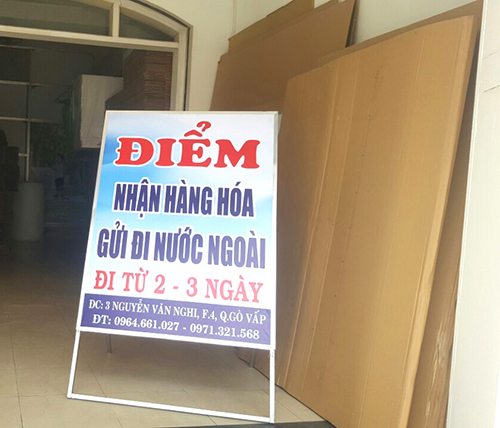 ĐIỂM
NHẬN HÀNG HÓA
GỬI ĐI NƯỚC NGOÀI
ĐI TỪ 2 - 3 NGÀY
ĐC: 3 NGUYỄN VĂN NGHI, F.4, Q.GÒ VẤP
ĐT: 0964.661.027 - 0971.321.568